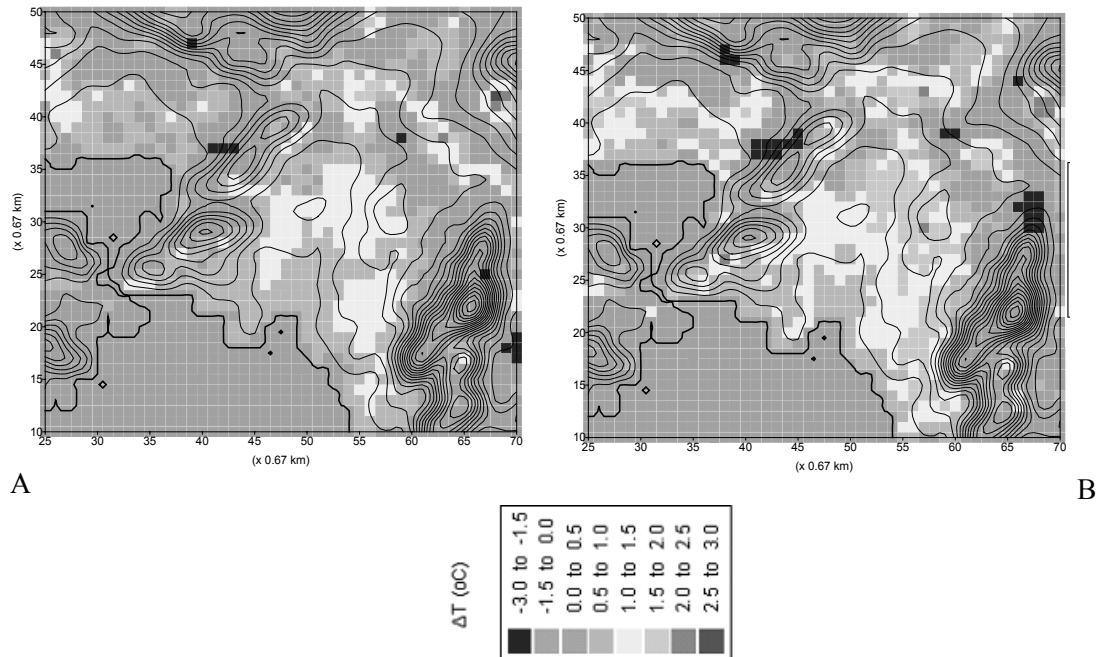 50
45
40
35
30
25
20
15
10
25 30 35 40 45 50 55 60 65 70
(x 0.67 km)
(x 0.67 km)
A
50
45
40
35
30
25
20
15
10
25 30 35 40 45 50 55 60 65 70
(x 0.67 km)
(x 0.67 km)
B
ΔT (oC)
-3.0 to -1.5
-1.5 to 0.0
0.0 to 0.5
0.5 to 1.0
1.0 to 1.5
1.5 to 2.0
2.0 to 2.5
2.5 to 3.0